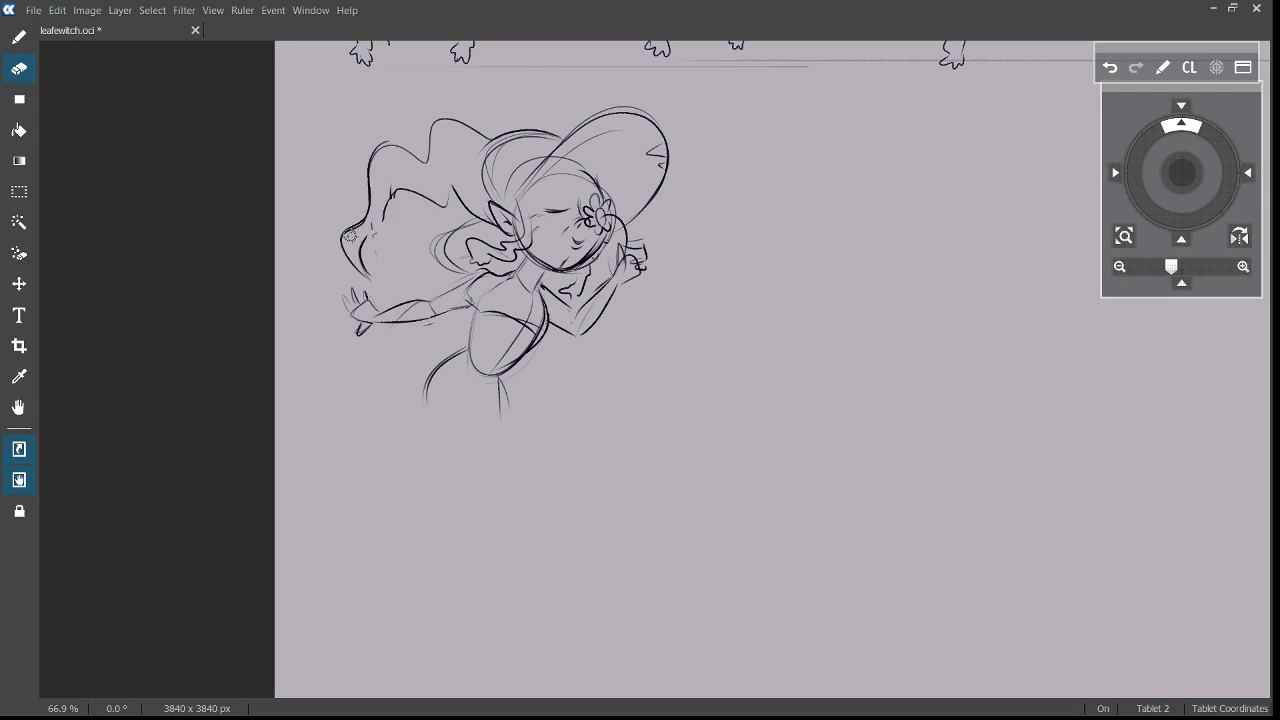 File Edit Image Layer Select Filter View Ruler Event Window Help
leafewitch.oci *
CL
66.9 % 0.0 ° 3840 x 3840 px On Tablet 2 Tablet Coordinates